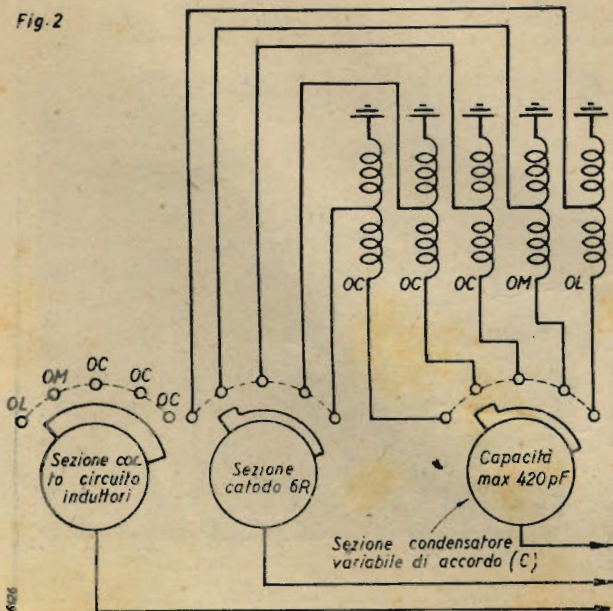 Fig. 2
OC
OC
OC
OM
OL
OL
OM
OC
OC
OC
Sezione cor
to circuito
induttori
Sezione
catodo 6R
Capacità
max 420 pF
Sezione condensatore
variabile di accordo (C)